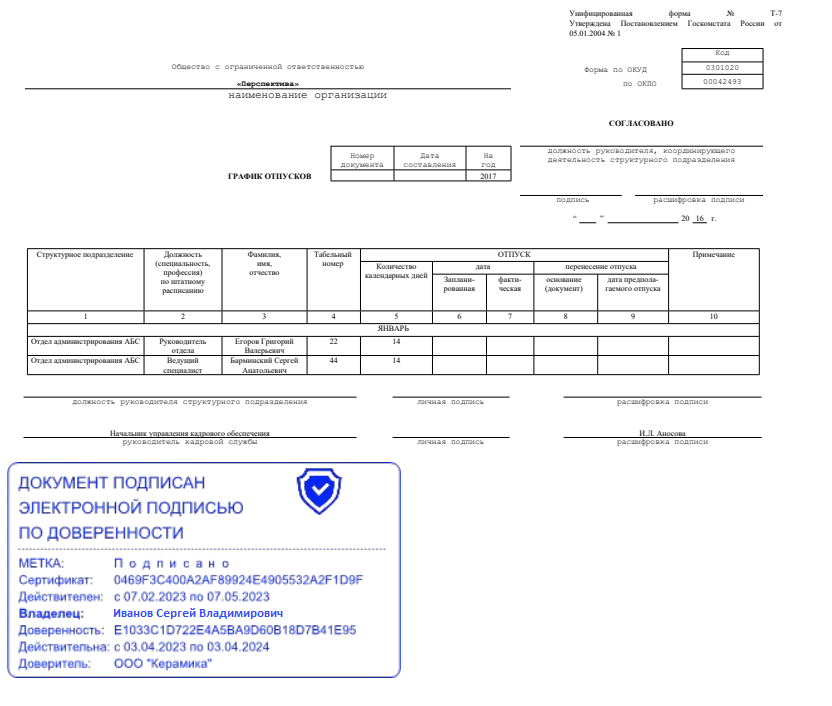 Унифицированная форма № Т-7
Утверждена Постановлением Госкомстата России от
05.01.2004 № 1
Код
Форма по ОКУД 0301020
по ОКПО 00042493
Общество с ограниченной ответственностью
«Перспектива»
наименование организации
СОГЛАСОВАНО
должность руководителя, координирующего
деятельность структурного подразделения
Номер документа Дата составления На год
ГРАФИК ОТПУСКОВ 2017
подпись расшифровка подписи
“ ” 20 16 г.
Структурное подразделение Должность (специальность, профессия) по штатному расписанию Фамилия, имя, отчество Табельный номер ОТПУСК Примечание
Количество календарных дней дата перенесение отпуска
Заплани-рованная факти-ческая основание (документ) дата предпола-гаемого отпуска
1 2 3 4 5 6 7 8 9 10
ЯНВАРЬ
Отдел администрирования АБС Руководитель отдела Егоров Григорий Валерьевич 22 14
Отдел администрирования АБС Ведущий специалист Барминский Сергей Анатольевич 44 14
должность руководителя структурного подразделения личная подпись расшифровка подписи
Начальник управления кадрового обеспечения И.Л. Аносова
руководитель кадровой службы личная подпись расшифровка подписи
ДОКУМЕНТ ПОДПИСАН
ЭЛЕКТРОННОЙ ПОДПИСЬЮ
ПО ДОВЕРЕННОСТИ
МЕТКА: Подписано
Сертификат: 0469F3C400A2AF89924E4905532A2F1D9F
Действителен: с 07.02.2023 по 07.05.2023
Владелец: Иванов Сергей Владимирович
Доверенность: E1033C1D722E4A5BA9D60B18D7B41E95
Действительна: с 03.04.2023 по 03.04.2024
Доверитель: ООО "Керамика"